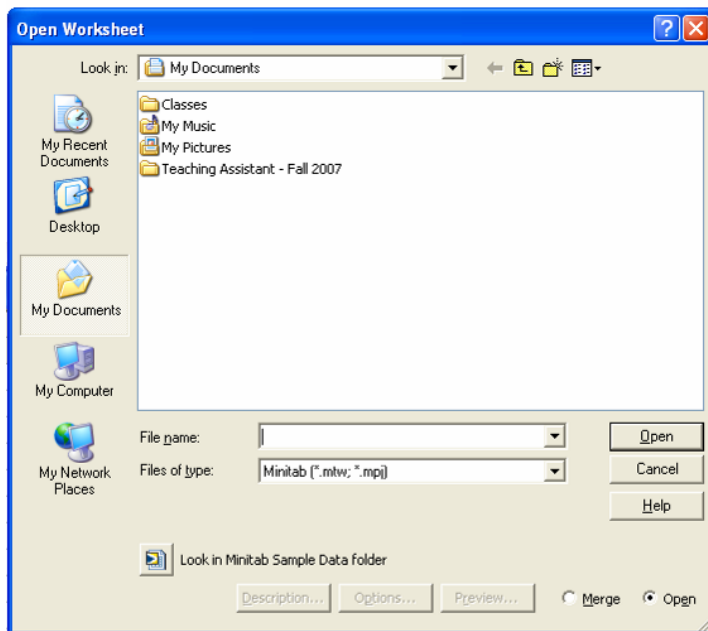 Open Worksheet
Look in:
My Documents
Classes
My Music
My Pictures
Teaching Assistant - Fall 2007
My Recent
Documents
Desktop
My Documents
My Computer
My Network
Places
File name:
Open
Files of type:
Minitab (*.mtw; *.mpj)
Cancel
Help
Look in Minitab Sample Data folder
Description...
Options...
Preview...
Merge
Open